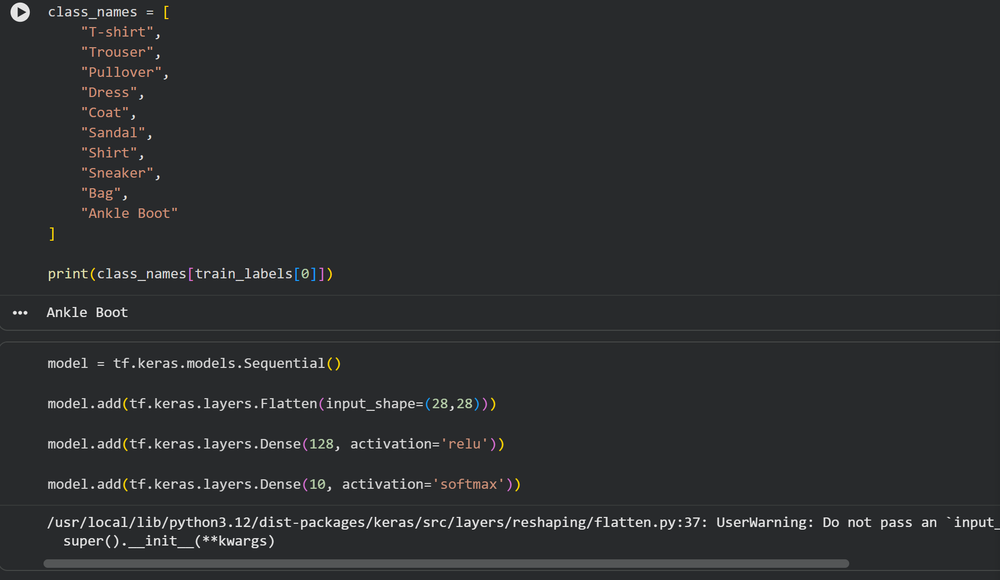 class_names = [
    "T-shirt",
    "Trouser",
    "Pullover",
    "Dress",
    "Coat",
    "Sandal",
    "Shirt",
    "Sneaker",
    "Bag",
    "Ankle Boot"
]
print(class_names[train_labels[0]])
Ankle Boot
model = tf.keras.models.Sequential()
model.add(tf.keras.layers.Flatten(input_shape=(28,28)))
model.add(tf.keras.layers.Dense(128, activation='relu'))
model.add(tf.keras.layers.Dense(10, activation='softmax'))
/usr/local/lib/python3.12/dist-packages/keras/src/layers/reshaping/flatten.py:37: UserWarning: Do not pass an `input_
  super().__init__(**kwargs)